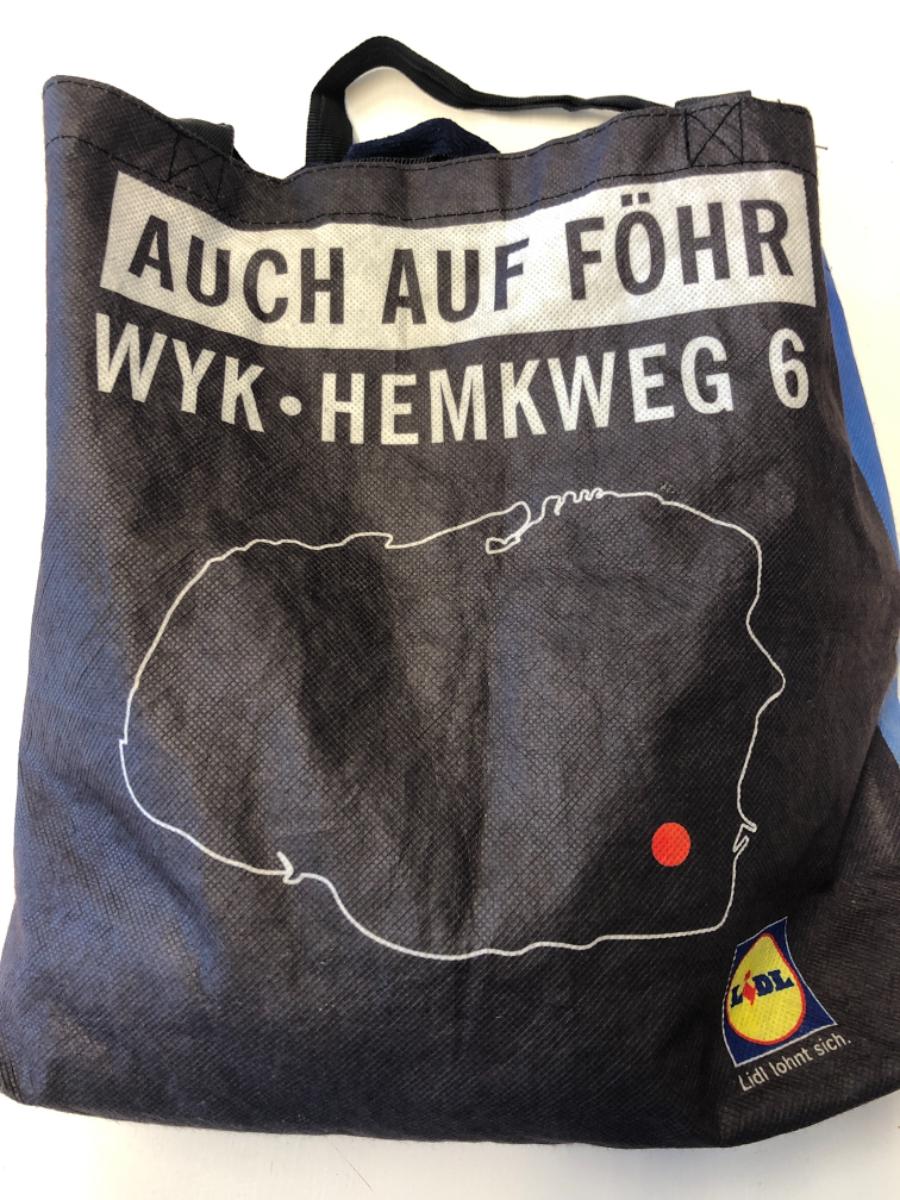 AUCH AUF FÖHR
WYK • HEMKWEG 6
LIDL
Lidl lohnt sich.